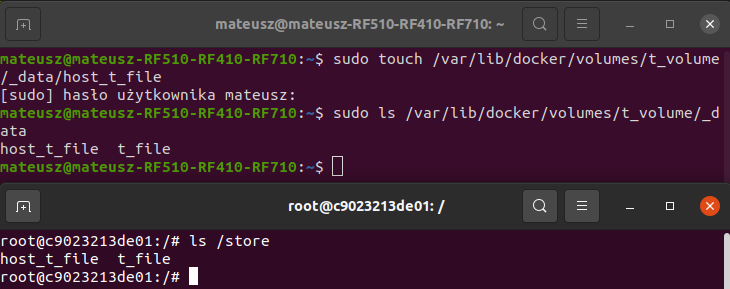 mateusz@mateusz-RF510-RF410-RF710: ~
mateusz@mateusz-RF510-RF410-RF710:~$ sudo touch /var/lib/docker/volumes/t_volume
/_data/host_t_file
[sudo] hasło użytkownika mateusz:
mateusz@mateusz-RF510-RF410-RF710:~$ sudo ls /var/lib/docker/volumes/t_volume/_d
ata
host_t_file  t_file
mateusz@mateusz-RF510-RF410-RF710:~$
root@c9023213de01: /
root@c9023213de01:/# ls /store
host_t_file  t_file
root@c9023213de01:/#